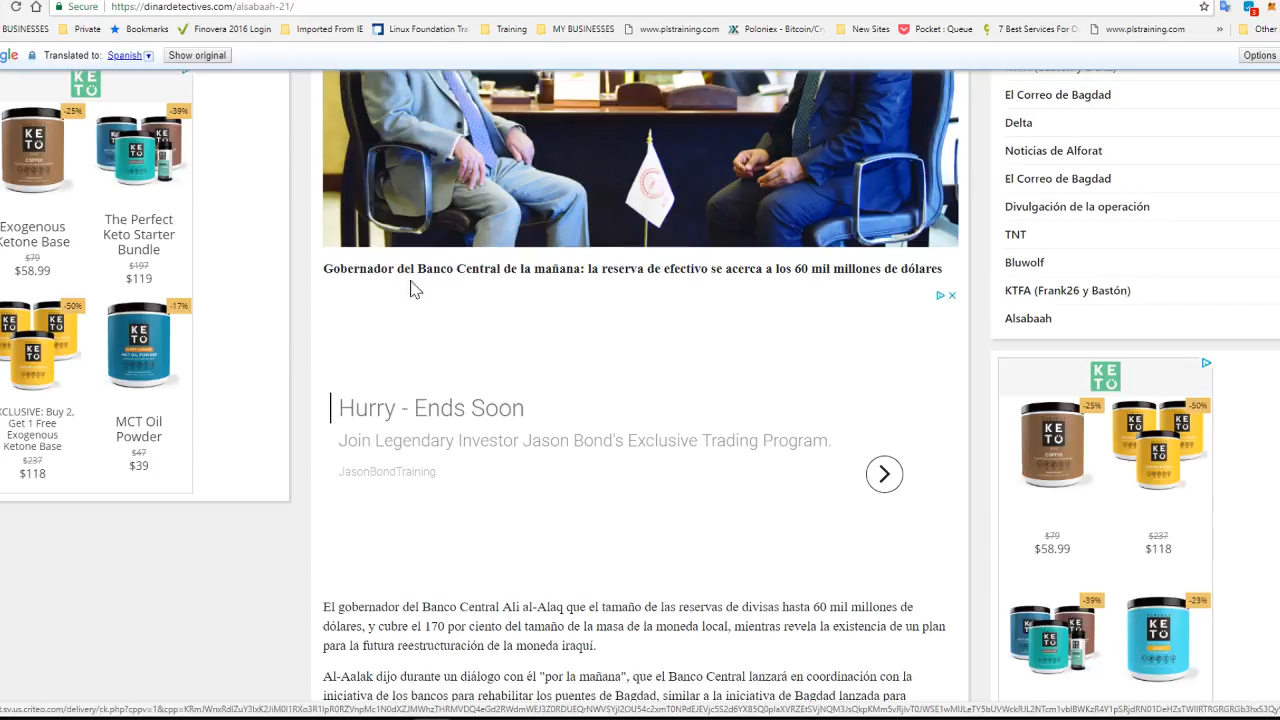 Secure
https://dinardetectives.com/alsabaah-21/
BUSINESSES
Private
Bookmarks
Finovera 2016 Login
Imported From IE
Linux Foundation Tra
Training
MY BUSINESSES
www.plstraining.com
Poloniex - Bitcoin/Cry
Pocket : Queue
7 Best Services For O
www.plstraining.com
»
Other
gle
Translated to: Spanish
Show original
Options
KETO
-25%
-39%
Exogenous
Ketone Base
$79
$58.99
The Perfect
Keto Starter
Bundle
$197
$119
-50%
-17%
XCLUSIVE: Buy 2,
Get 1 Free
Exogenous
Ketone Base
$237
$118
MCT Oil
Powder
$47
$39
Gobernador del Banco Central de la mañana: la reserva de efectivo se acerca a los 60 mil millones de dólares
Hurry - Ends Soon
Join Legendary Investor Jason Bond's Exclusive Trading Program.
JasonBondTraining
El gobernador del Banco Central Ali al-Alaq que el tamaño de las reservas de divisas hasta 60 mil millones de
dólares, y cubre el 170 por ciento del tamaño de la masa de la moneda local, mientras revela la existencia de un plan
para la futura reestructuración de la moneda iraquí.
Al-Aalak dijo durante un diálogo con él "por la mañana", que el Banco Central lanzará en coordinación con la
iniciativa de los bancos para rehabilitar los puentes de Bagdad, similar a la iniciativa de Bagdad lanzada para
El Correo de Bagdad
Delta
Noticias de Alforat
El Correo de Bagdad
Divulgación de la operación
TNT
Bluwolf
KTFA (Frank26 y Bastón)
Alsabaah
KETO
-25%
-50%
$79
$58.99
$237
$118
-39%
-23%